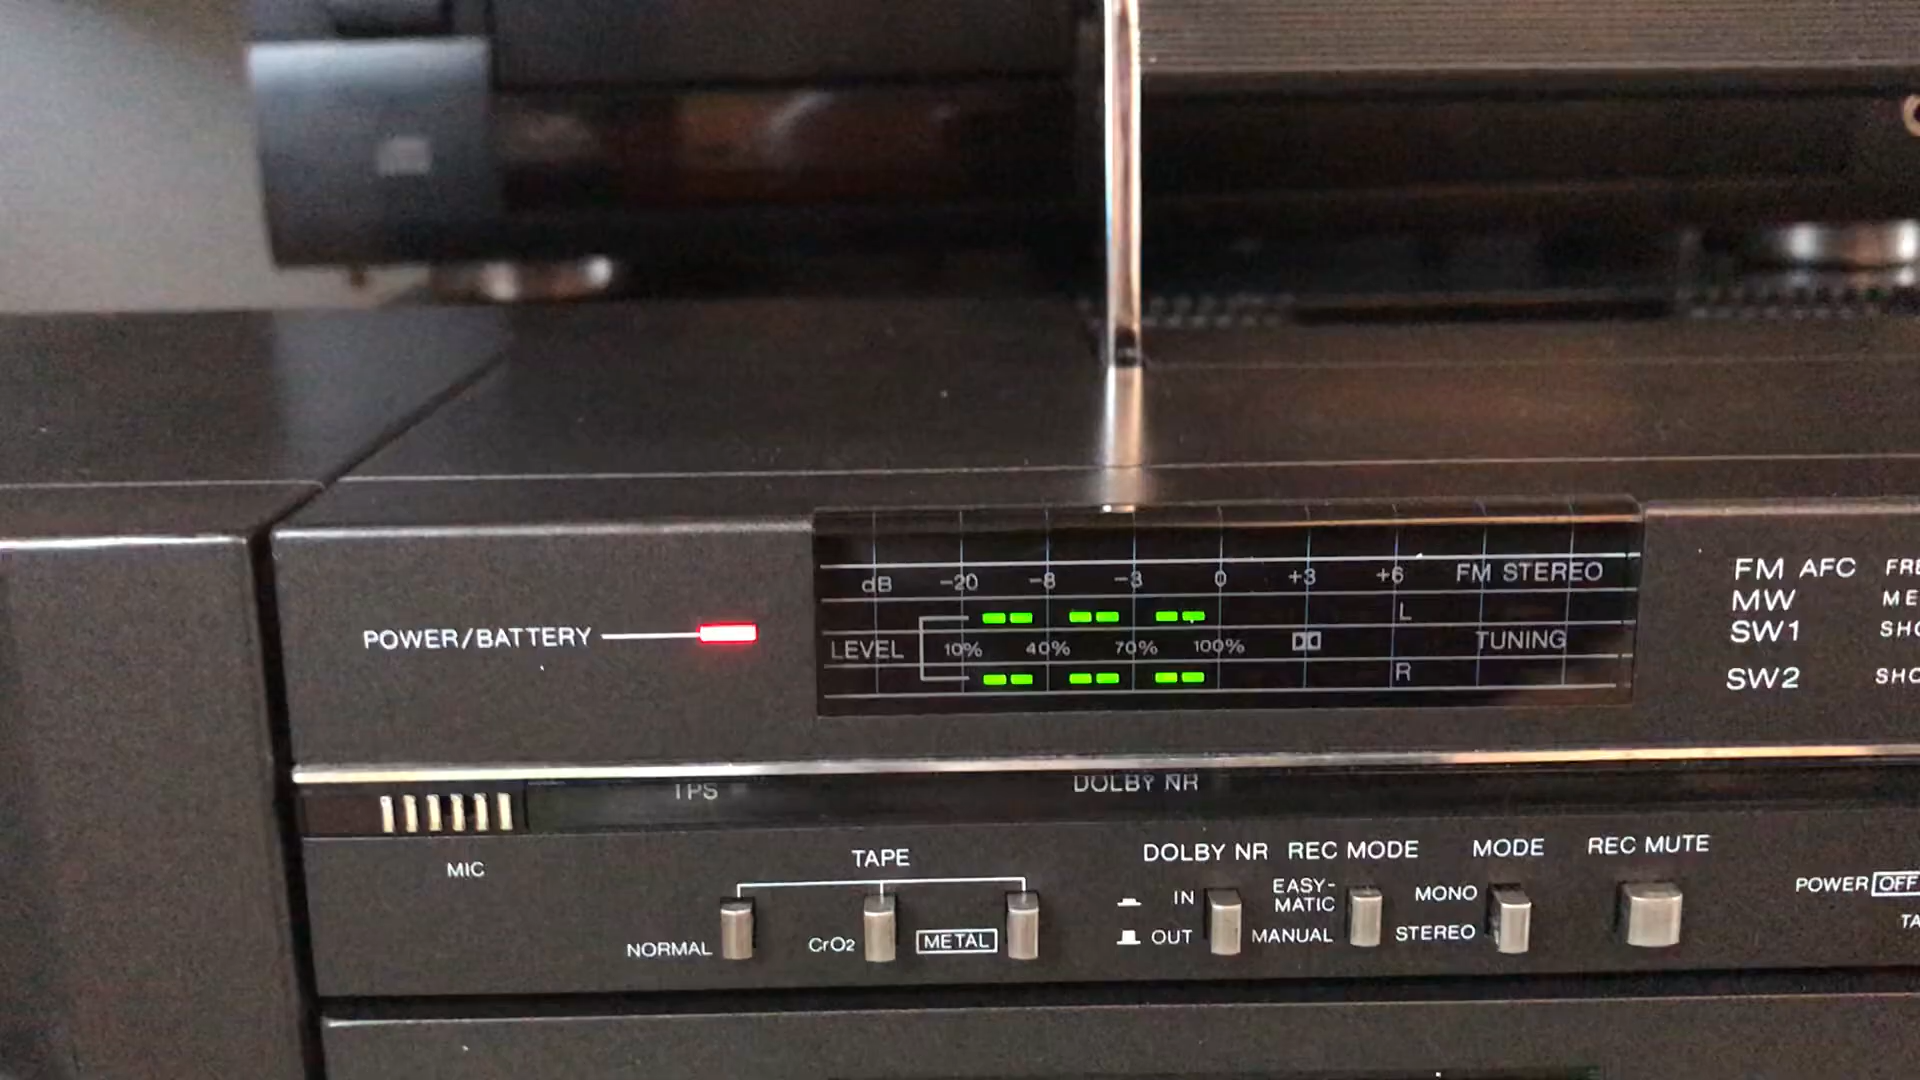 dB -20 -8 -3 0 +3 +6 FM STEREO
L
POWER/BATTERY
LEVEL 10% 40% 70% 100% TUNING
R
FM AFC
MW
SW1
SW2
TPS DOLBY NR
MIC
TAPE
NORMAL CrO2 METAL
DOLBY NR
IN
OUT
REC MODE
EASY-
MATIC
MANUAL
MODE
MONO
STEREO
REC MUTE
POWER OFF